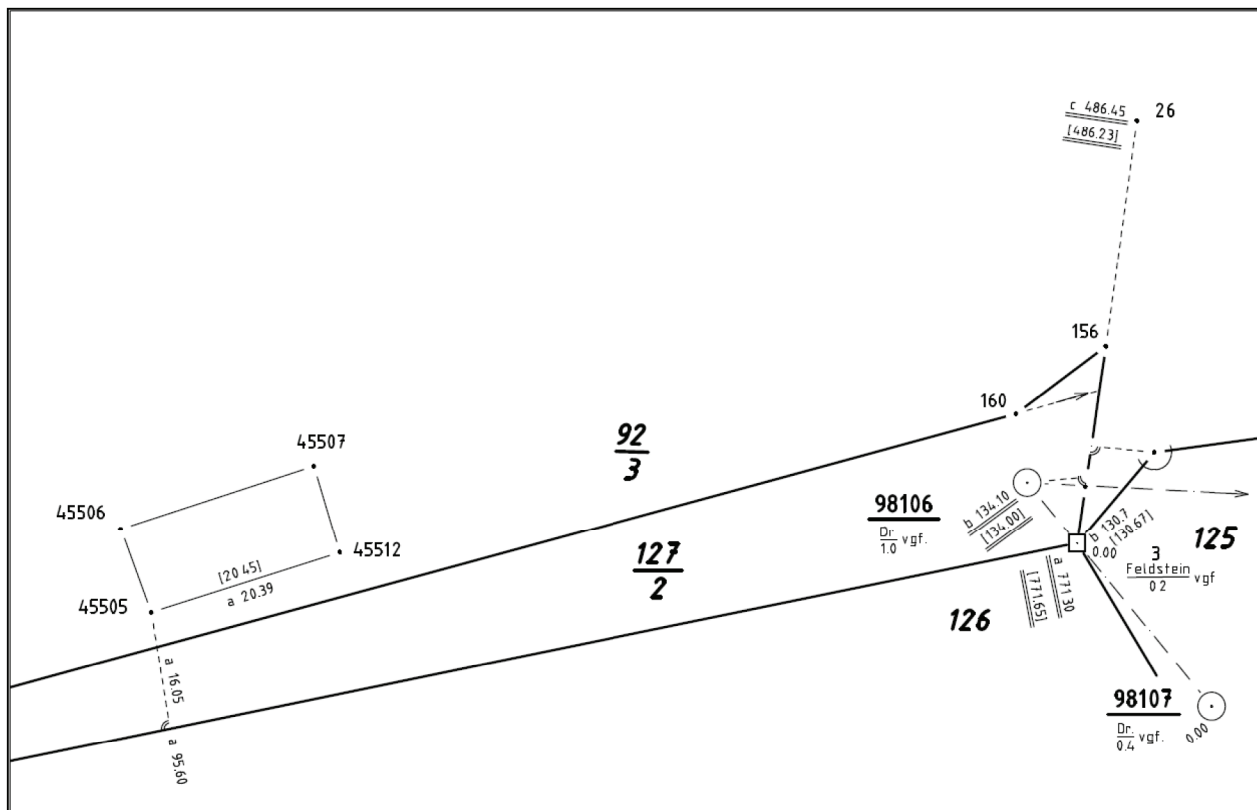 c 486.45
[486.23]
26
156
160
45507
92
3
45506
98106
Dr
1.0 vgf.
b 134.10
[134.00]
45512
127
2
b 130.7
[130.67]
0.00
3
Feldstein
0.2 vgf
125
[20.45]
a 20.39
45505
a 771.30
[771.65]
126
a 16.05
98107
Dr.
0.4 vgf.
0.00
a 95.60